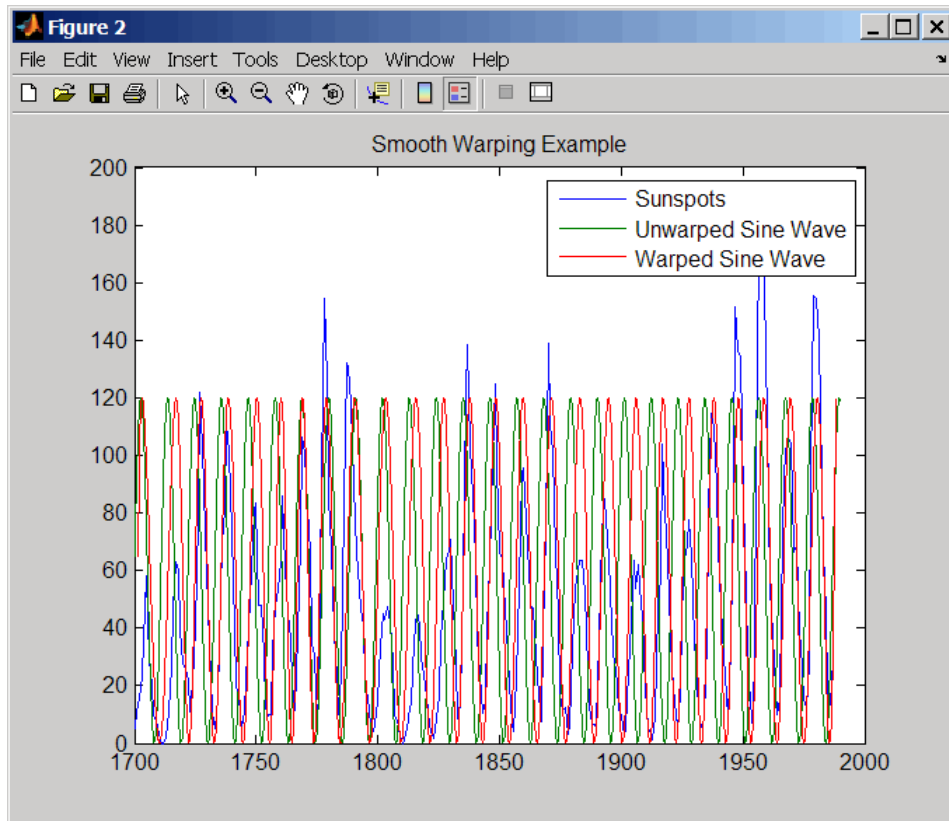 Figure 2
File Edit View Insert Tools Desktop Window Help
Smooth Warping Example
200
180
160
140
120
100
80
60
40
20
0
Sunspots
Unwarped Sine Wave
Warped Sine Wave
1700 1750 1800 1850 1900 1950 2000